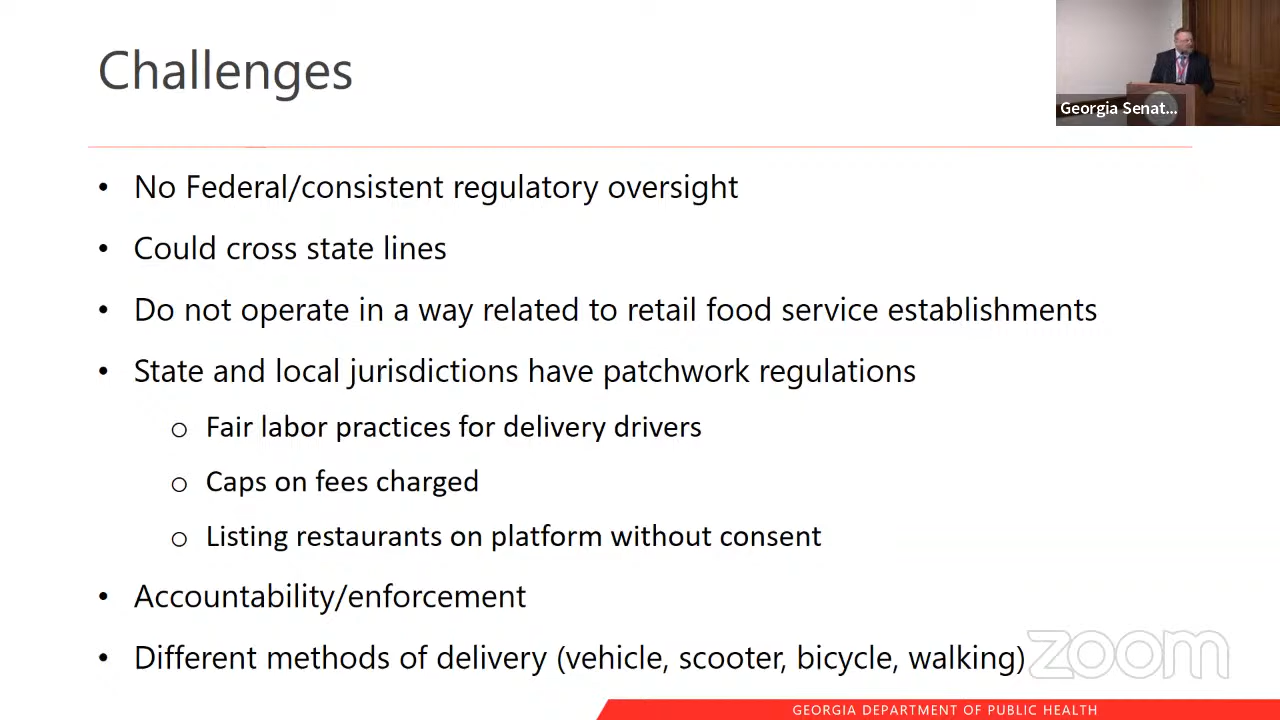 Challenges
Georgia Senat...
• No Federal/consistent regulatory oversight
• Could cross state lines
• Do not operate in a way related to retail food service establishments
• State and local jurisdictions have patchwork regulations
o Fair labor practices for delivery drivers
o Caps on fees charged
o Listing restaurants on platform without consent
• Accountability/enforcement
• Different methods of delivery (vehicle, scooter, bicycle, walking)
zoom
GEORGIA DEPARTMENT OF PUBLIC HEALTH